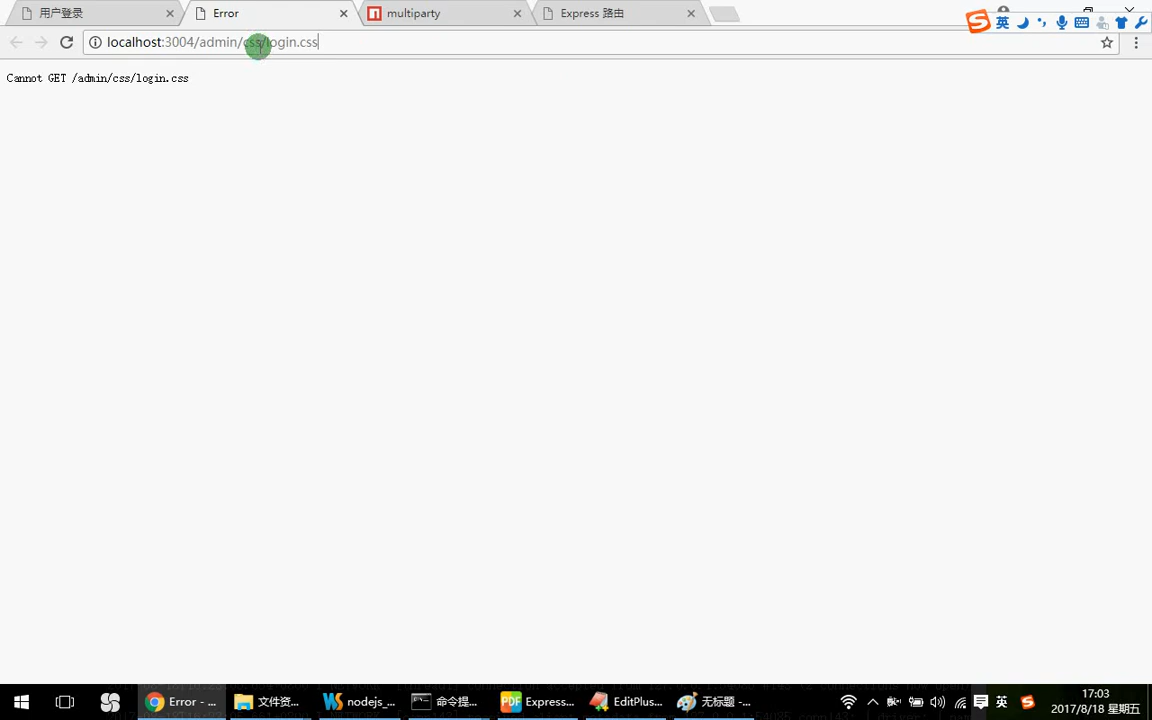 用户登录
Error
multiparty
Express 路由
英
localhost:3004/admin/css/login.css
Cannot GET /admin/css/login.css
Error - ...
文件资...
nodejs_...
命令提...
Express...
EditPlus...
无标题 -...
英
17:03
2017/8/18 星期五